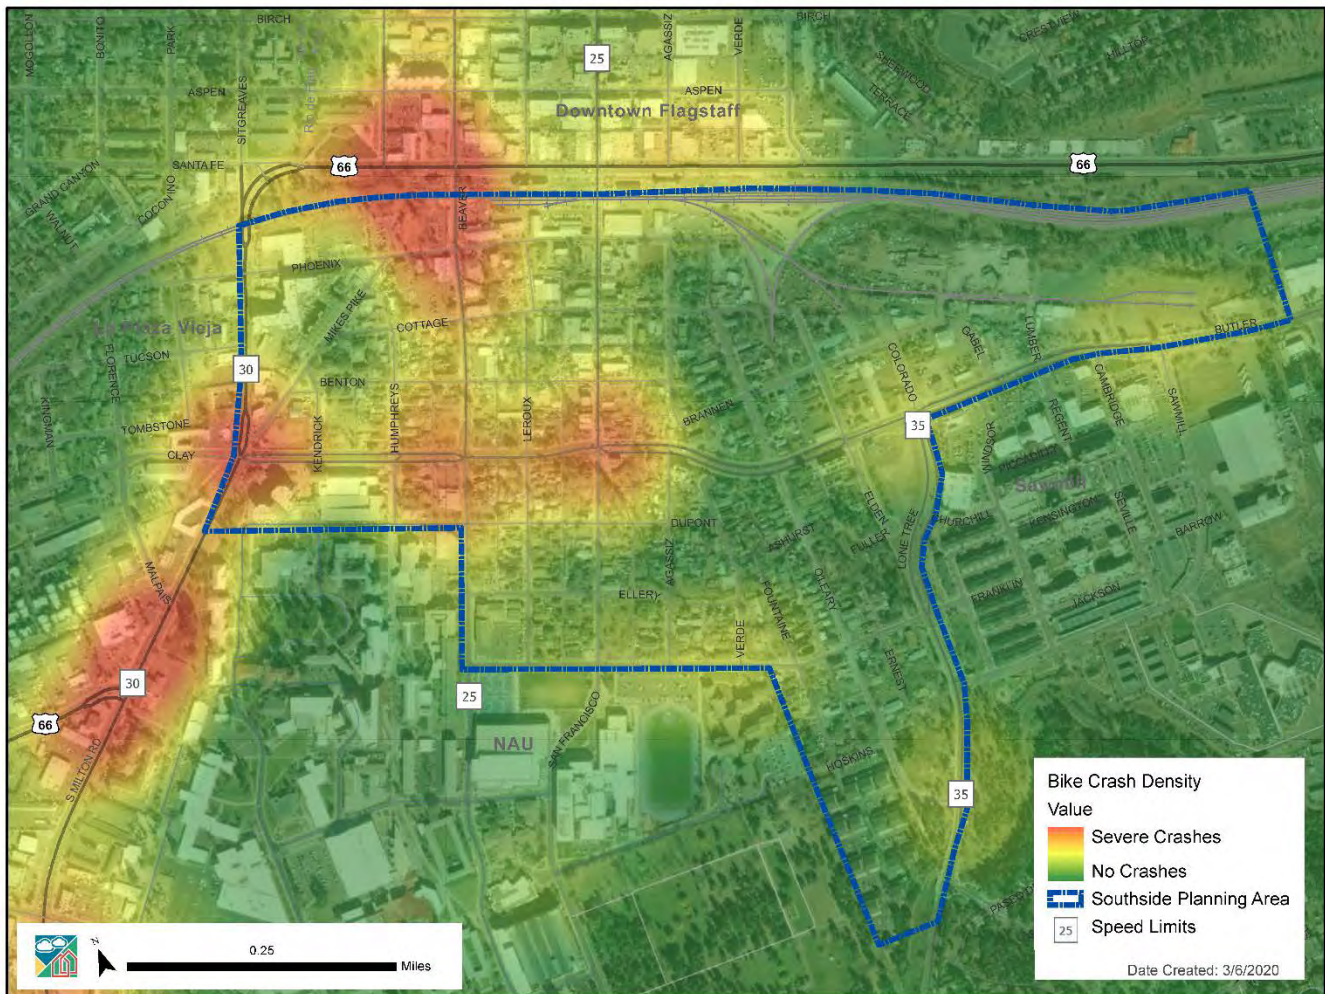 BIRCH
BIRCH
MOGOLLON
BONITO
PARK
AGASSIZ
VERDE
CRESTVIEW
HILLTOP
25
SHERWOOD
TERRACE
ASPEN
ASPEN
SITGREAVES
Downtown Flagstaff
SANTA FE
66
66
GRAND CANYON
WALNUT
COCONINO
BEAVER
PHOENIX
MIKES PIKE
COTTAGE
La Plaza Vieja
TUCSON
FLORENCE
KINGMAN
30
BENTON
BUTLER
GABEL
LUMBER
COLORADO
CAMBRIDGE
SAWMILL
TOMBSTONE
CLAY
KENDRICK
HUMPHREYS
LEROUX
BRANNEN
35
WINDSOR
REGENT
PICCADILLY
Sawmill
DUPONT
ASHURST
ELDEN
FULLER
LONE TREE
CHURCHILL
KENSINGTON
SEVILLE
BARROW
MALPAIS
AGASSIZ
ELLERY
FOUNTAINE
OLEARY
FRANKLIN
JACKSON
VERDE
ERNEST
30
66
25
S MILTON RD
NAU
SAN FRANCISCO
HOSKINS
35
Bike Crash Density
Value
Severe Crashes
No Crashes
Southside Planning Area
25 Speed Limits
Date Created: 3/6/2020
N
0.25
Miles